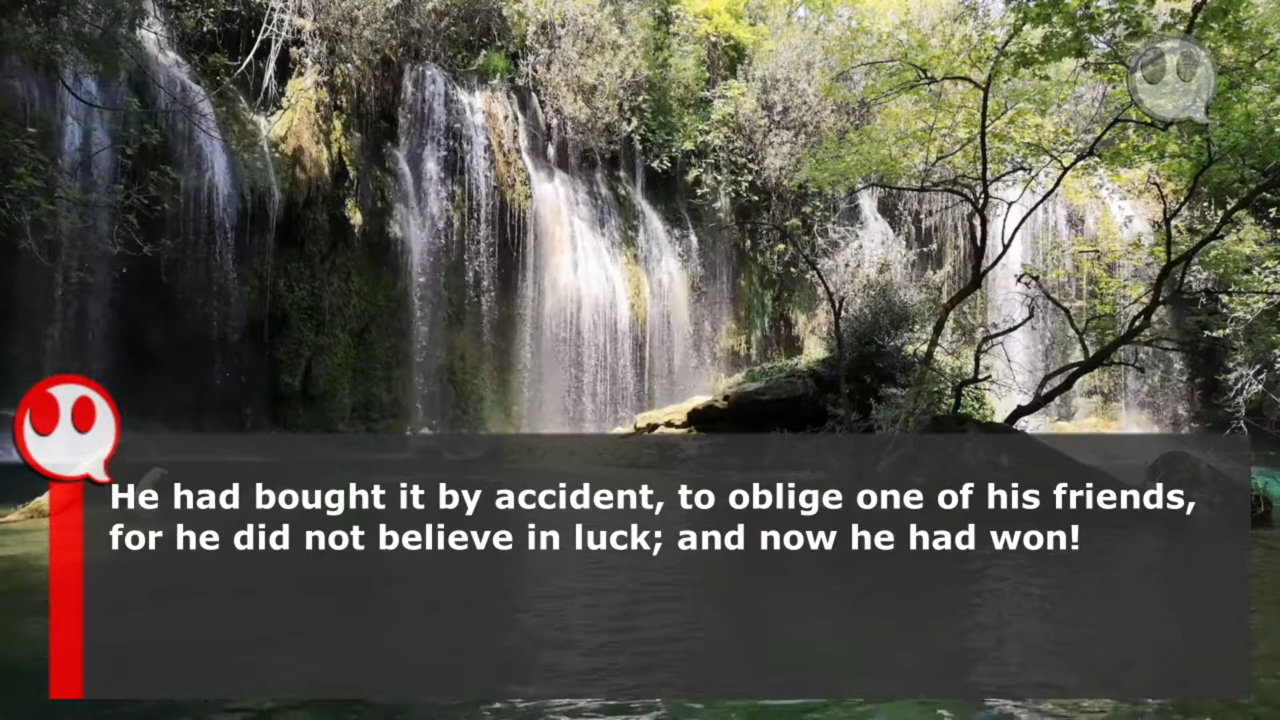 He had bought it by accident, to oblige one of his friends,
for he did not believe in luck; and now he had won!